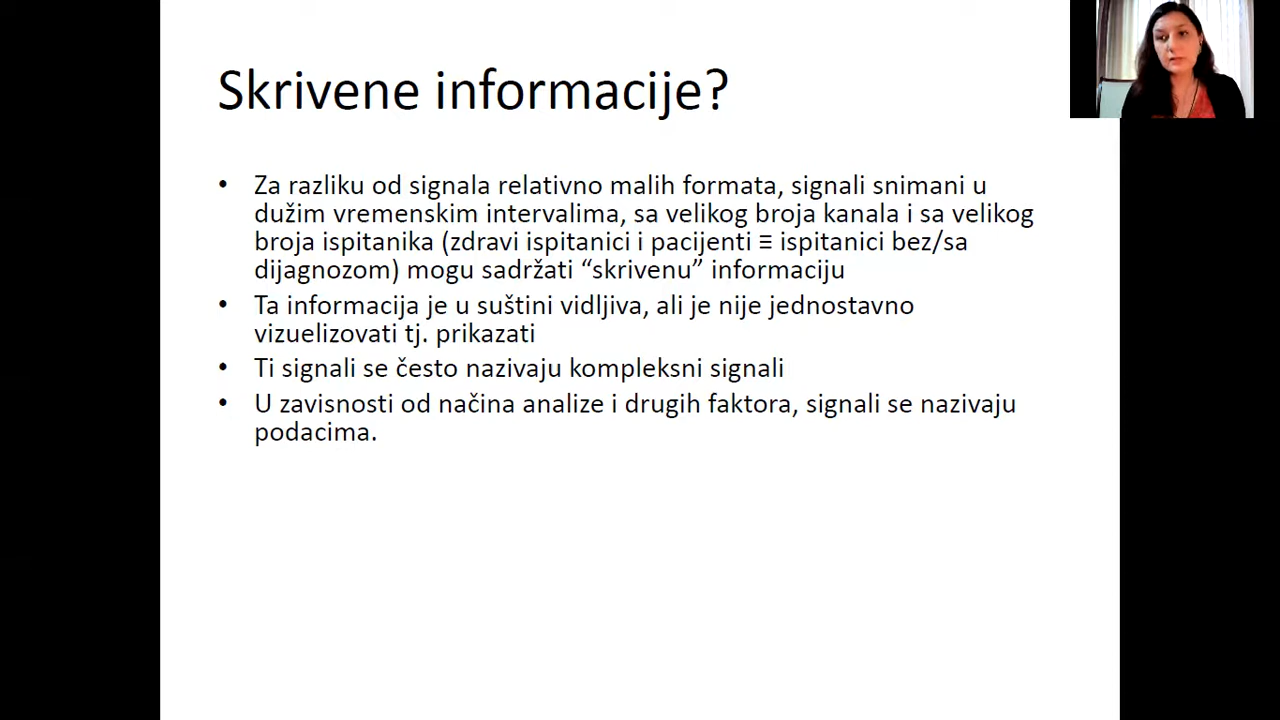 Skrivene informacije?
• Za razliku od signala relativno malih formata, signali snimani u
dužim vremenskim intervalima, sa velikog broja kanala i sa velikog
broja ispitanika (zdravi ispitanici i pacijenti ≡ ispitanici bez/sa
dijagnozom) mogu sadržati “skrivenu” informaciju
• Ta informacija je u suštini vidljiva, ali je nije jednostavno
vizuelizovati tj. prikazati
• Ti signali se često nazivaju kompleksni signali
• U zavisnosti od načina analize i drugih faktora, signali se nazivaju
podacima.